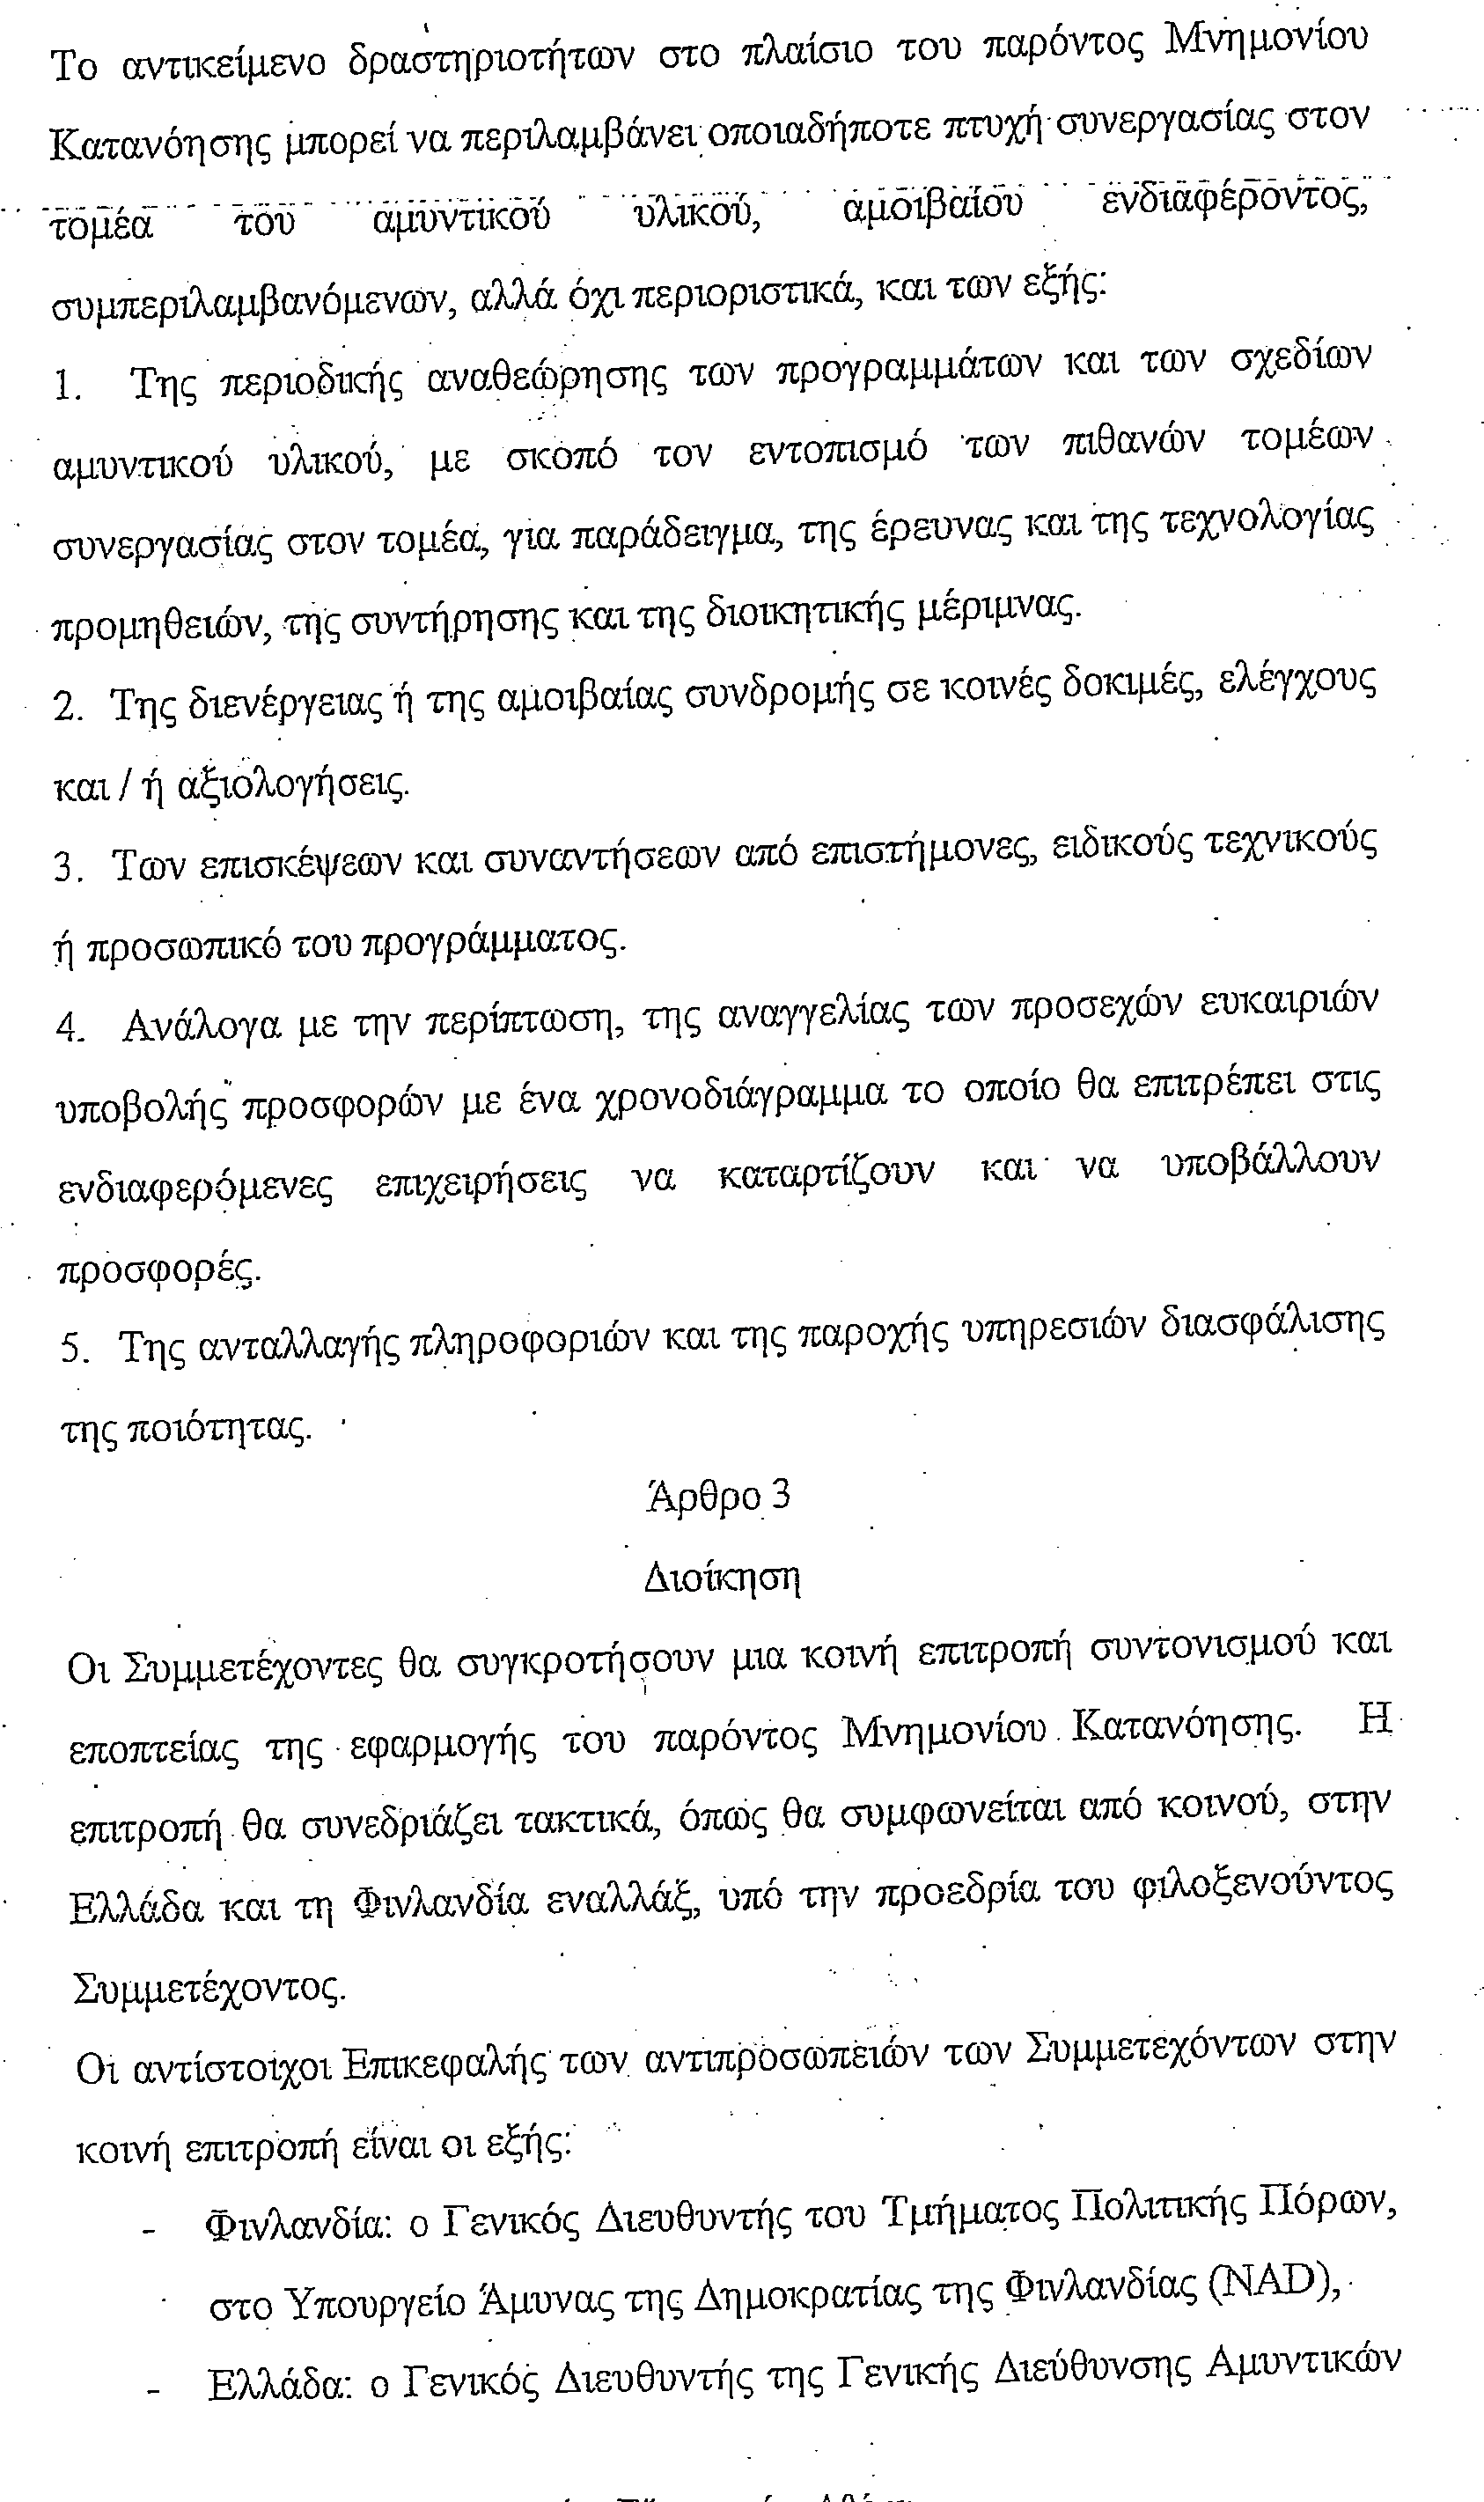 Το αντικείμενο δραστηριοτήτων στο πλαίσιο του παρόντος Μνημονίου
Κατανόησης μπορεί να περιλαμβάνει οποιαδήποτε πτυχή συνεργασίας στον
τομέα του αμυντικού υλικού, αμοιβαίου ενδιαφέροντος,
συμπεριλαμβανόμενων, αλλά όχι περιοριστικά, και των εξής:
1. Της περιοδικής αναθεώρησης των προγραμμάτων και των σχεδίων
αμυντικού υλικού, με σκοπό τον εντοπισμό των πιθανών τομέων
συνεργασίας στον τομέα, για παράδειγμα, της έρευνας και της τεχνολογίας
προμηθειών, της συντήρησης και της διοικητικής μέριμνας.
2. Της διενέργειας ή της αμοιβαίας συνδρομής σε κοινές δοκιμές, ελέγχους
και / ή αξιολογήσεις.
3. Των επισκέψεων και συναντήσεων από επιστήμονες, ειδικούς τεχνικούς
ή προσωπικό του προγράμματος.
4. Ανάλογα με την περίπτωση, της αναγγελίας των προσεχών ευκαιριών
υποβολής προσφορών με ένα χρονοδιάγραμμα το οποίο θα επιτρέπει στις
ενδιαφερόμενες επιχειρήσεις να καταρτίζουν και να υποβάλλουν
προσφορές.
5. Της ανταλλαγής πληροφοριών και της παροχής υπηρεσιών διασφάλισης
της ποιότητας.
Άρθρο 3
Διοίκηση
Οι Συμμετέχοντες θα συγκροτήσουν μια κοινή επιτροπή συντονισμού και
εποπτείας της εφαρμογής του παρόντος Μνημονίου Κατανόησης. Η
επιτροπή θα συνεδριάζει τακτικά, όπως θα συμφωνείται από κοινού, στην
Ελλάδα και τη Φινλανδία εναλλάξ, υπό την προεδρία του φιλοξενούντος
Συμμετέχοντος.
Οι αντίστοιχοι Επικεφαλής των αντιπροσωπειών των Συμμετεχόντων στην
κοινή επιτροπή είναι οι εξής:
- Φινλανδία: ο Γενικός Διευθυντής του Τμήματος Πολιτικής Πόρων,
στο Υπουργείο Άμυνας της Δημοκρατίας της Φινλανδίας (NAD),
- Ελλάδα: ο Γενικός Διευθυντής της Γενικής Διεύθυνσης Αμυντικών